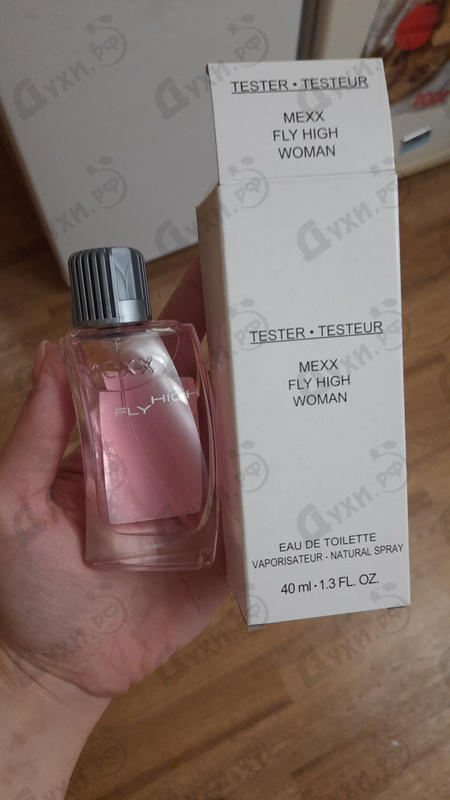 TESTER • TESTEUR
MEXX
FLY HIGH
WOMAN
TESTER • TESTEUR
MEXX
FLY HIGH
WOMAN
EAU DE TOILETTE
VAPORISATEUR - NATURAL SPRAY
40 ml • 1.3 FL. OZ.
MEXX
FLY HIGH
Духи.рф